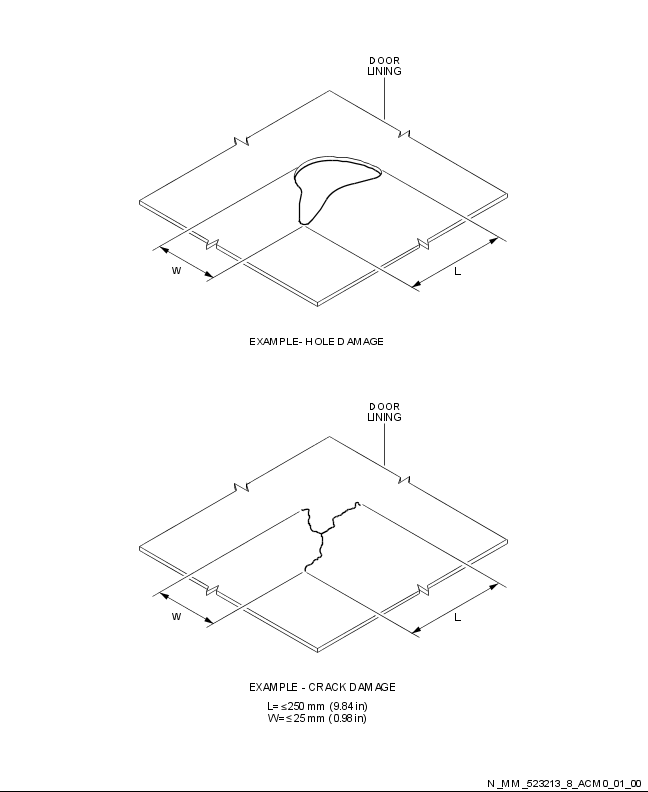 DOOR
LINING
W
L
EXAMPLE- HOLE DAMAGE
DOOR
LINING
W
L
EXAMPLE - CRACK DAMAGE
L= ≤250 mm (9.84 in)
W= ≤ 25 mm (0.98 in)
N_MM_523213_8_ACM0_01_00